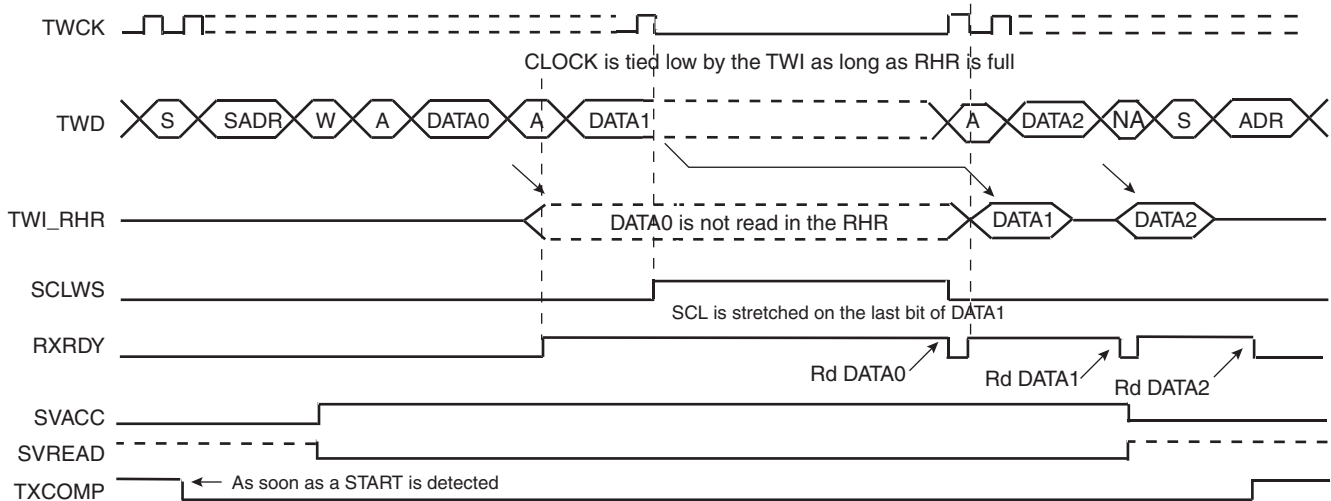 TWCK
CLOCK is tied low by the TWI as long as RHR is full
TWD
S SADR W A DATA0 A DATA1 A DATA2 NA S ADR
TWI_RHR
DATA0 is not read in the RHR DATA1 DATA2
SCLWS
SCL is stretched on the last bit of DATA1
RXRDY
Rd DATA0 Rd DATA1 Rd DATA2
SVACC
SVREAD
TXCOMP
As soon as a START is detected